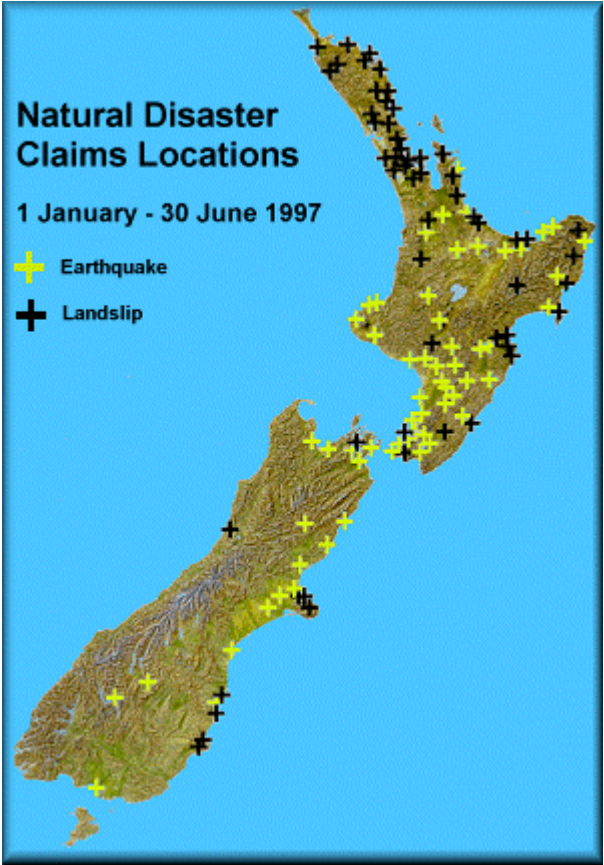 Natural Disaster
Claims Locations
1 January - 30 June 1997
Earthquake
Landslip